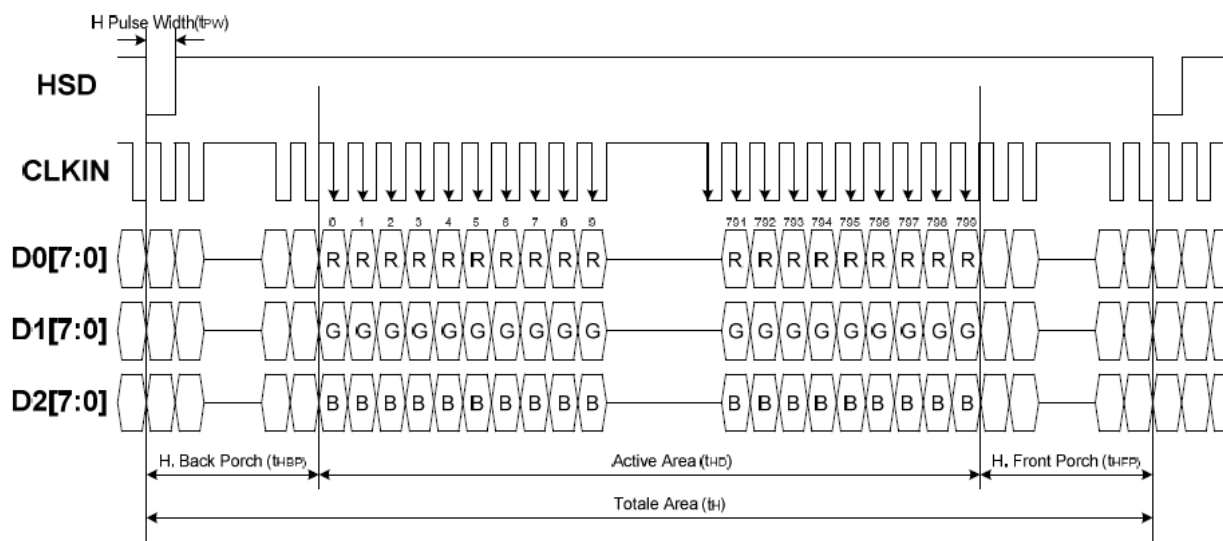 H Pulse Width(tPW)
HSD
CLKIN
0 1 2 3 4 5 6 7 8 9 791 792 793 794 795 796 797 798 799
D0[7:0] R R R R R R R R R R R R R R R R R R R
D1[7:0] G G G G G G G G G G G G G G G G G G G
D2[7:0] B B B B B B B B B B B B B B B B B B B
H. Back Porch (tHBP) Active Area (tHD) H. Front Porch (tHFP)
Totale Area (tH)